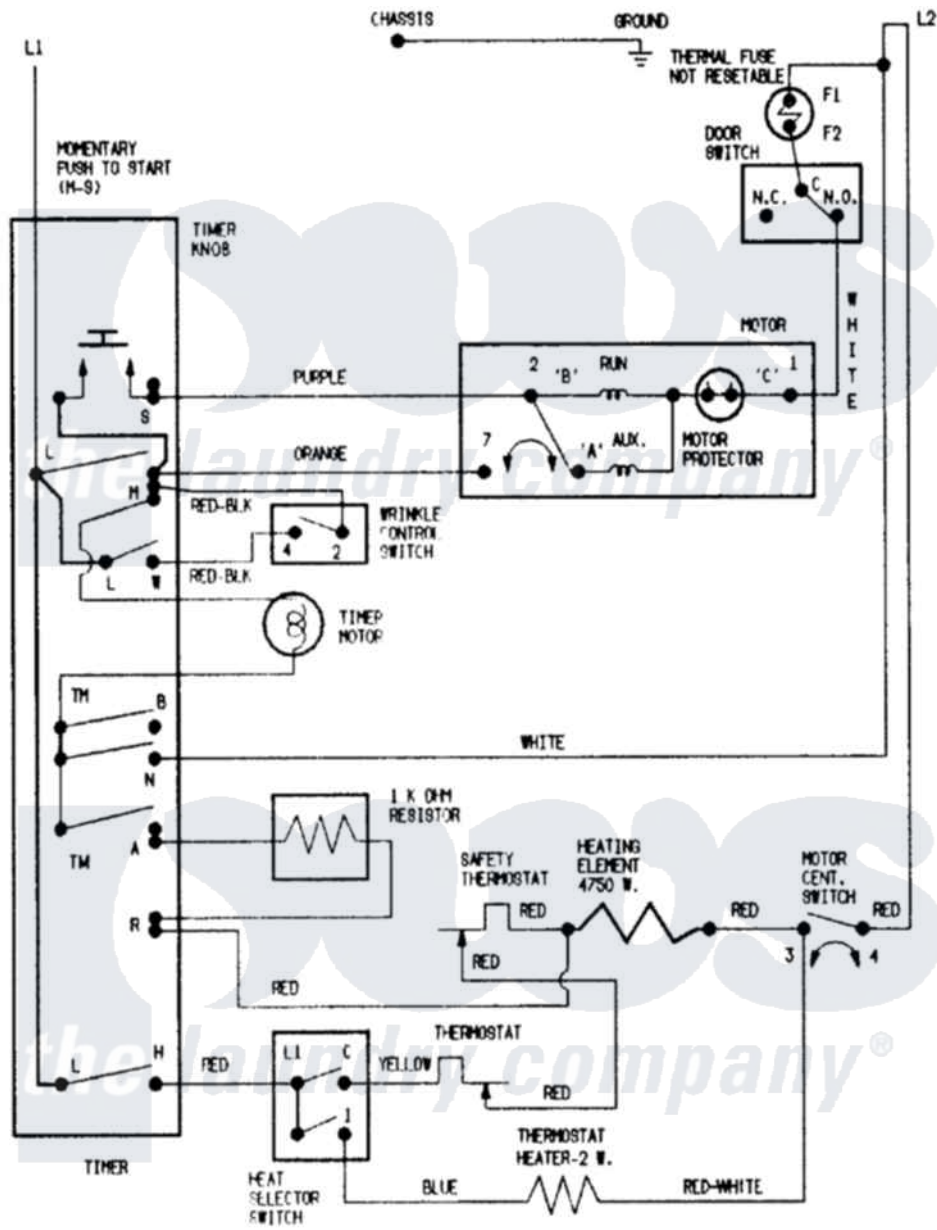 CHASSIS
GROUND
L2
L1
THERMAL FUSE
NOT RESETABLE
F1
F2
DOOR
SWITCH
MOMENTARY
PUSH TO START
(M-S)
N.C.
C
N.O.
TIMER
KNOB
WHITE
MOTOR
2
'B'
RUN
'C'
1
PURPLE
S
L
ORANGE
7
'A'
AUX.
MOTOR
PROTECTOR
M
RED-BLK
WRINKLE
CONTROL
SWITCH
4
2
L
W
RED-BLK
TIMER
MOTOR
TM
B
WHITE
N
1 K OHM
RESISTOR
TM
A
SAFETY
THERMOSTAT
HEATING
ELEMENT
4750 W.
MOTOR
CENT.
SWITCH
RED
RED
RED
R
3
4
RED
RED
THERMOSTAT
L
H
RED
L1
C
YELLOW
RED
1
THERMOSTAT
HEATER-2 W.
TIMER
HEAT
SELECTOR
SWITCH
BLUE
RED-WHITE
the laundry company®
the laundry company®